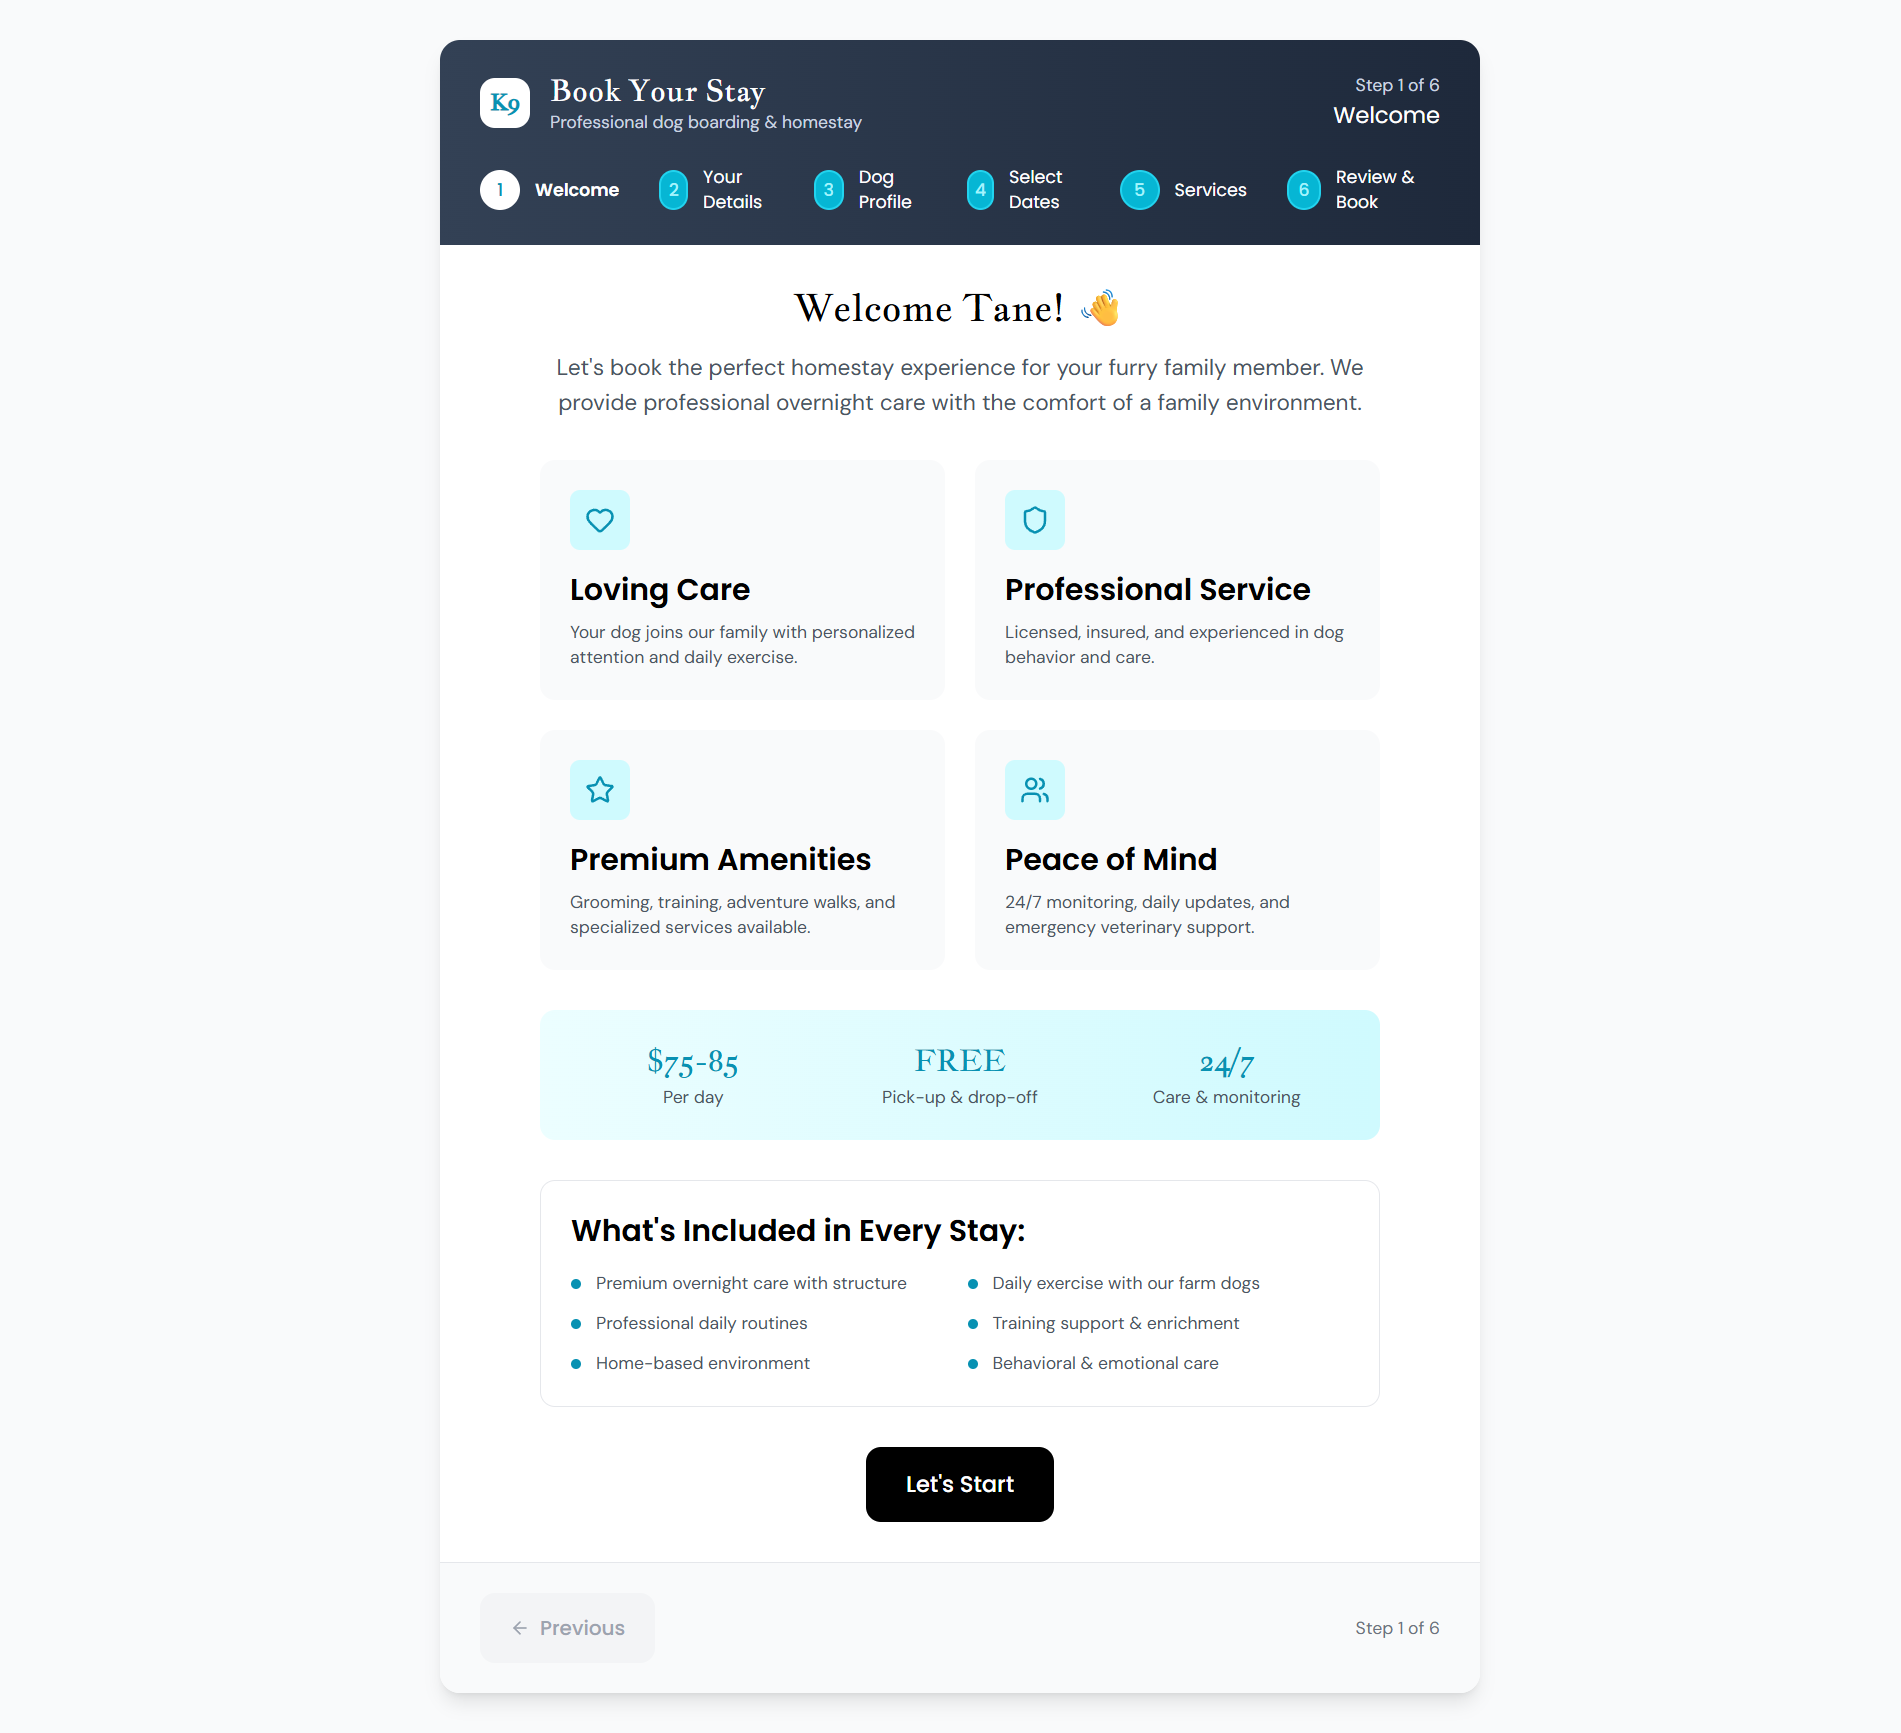 K9
Book Your Stay
Professional dog boarding & homestay
Step 1 of 6
Welcome
1
Welcome
2
Your
Details
3
Dog
Profile
4
Select
Dates
5
Services
6
Review &
Book
Welcome Tane! 👋
Let's book the perfect homestay experience for your furry family member. We
provide professional overnight care with the comfort of a family environment.
Loving Care
Your dog joins our family with personalized
attention and daily exercise.
Professional Service
Licensed, insured, and experienced in dog
behavior and care.
Premium Amenities
Grooming, training, adventure walks, and
specialized services available.
Peace of Mind
24/7 monitoring, daily updates, and
emergency veterinary support.
$75-85
Per day
FREE
Pick-up & drop-off
24/7
Care & monitoring
What's Included in Every Stay:
Premium overnight care with structure
Daily exercise with our farm dogs
Professional daily routines
Training support & enrichment
Home-based environment
Behavioral & emotional care
Let's Start
Previous
Step 1 of 6